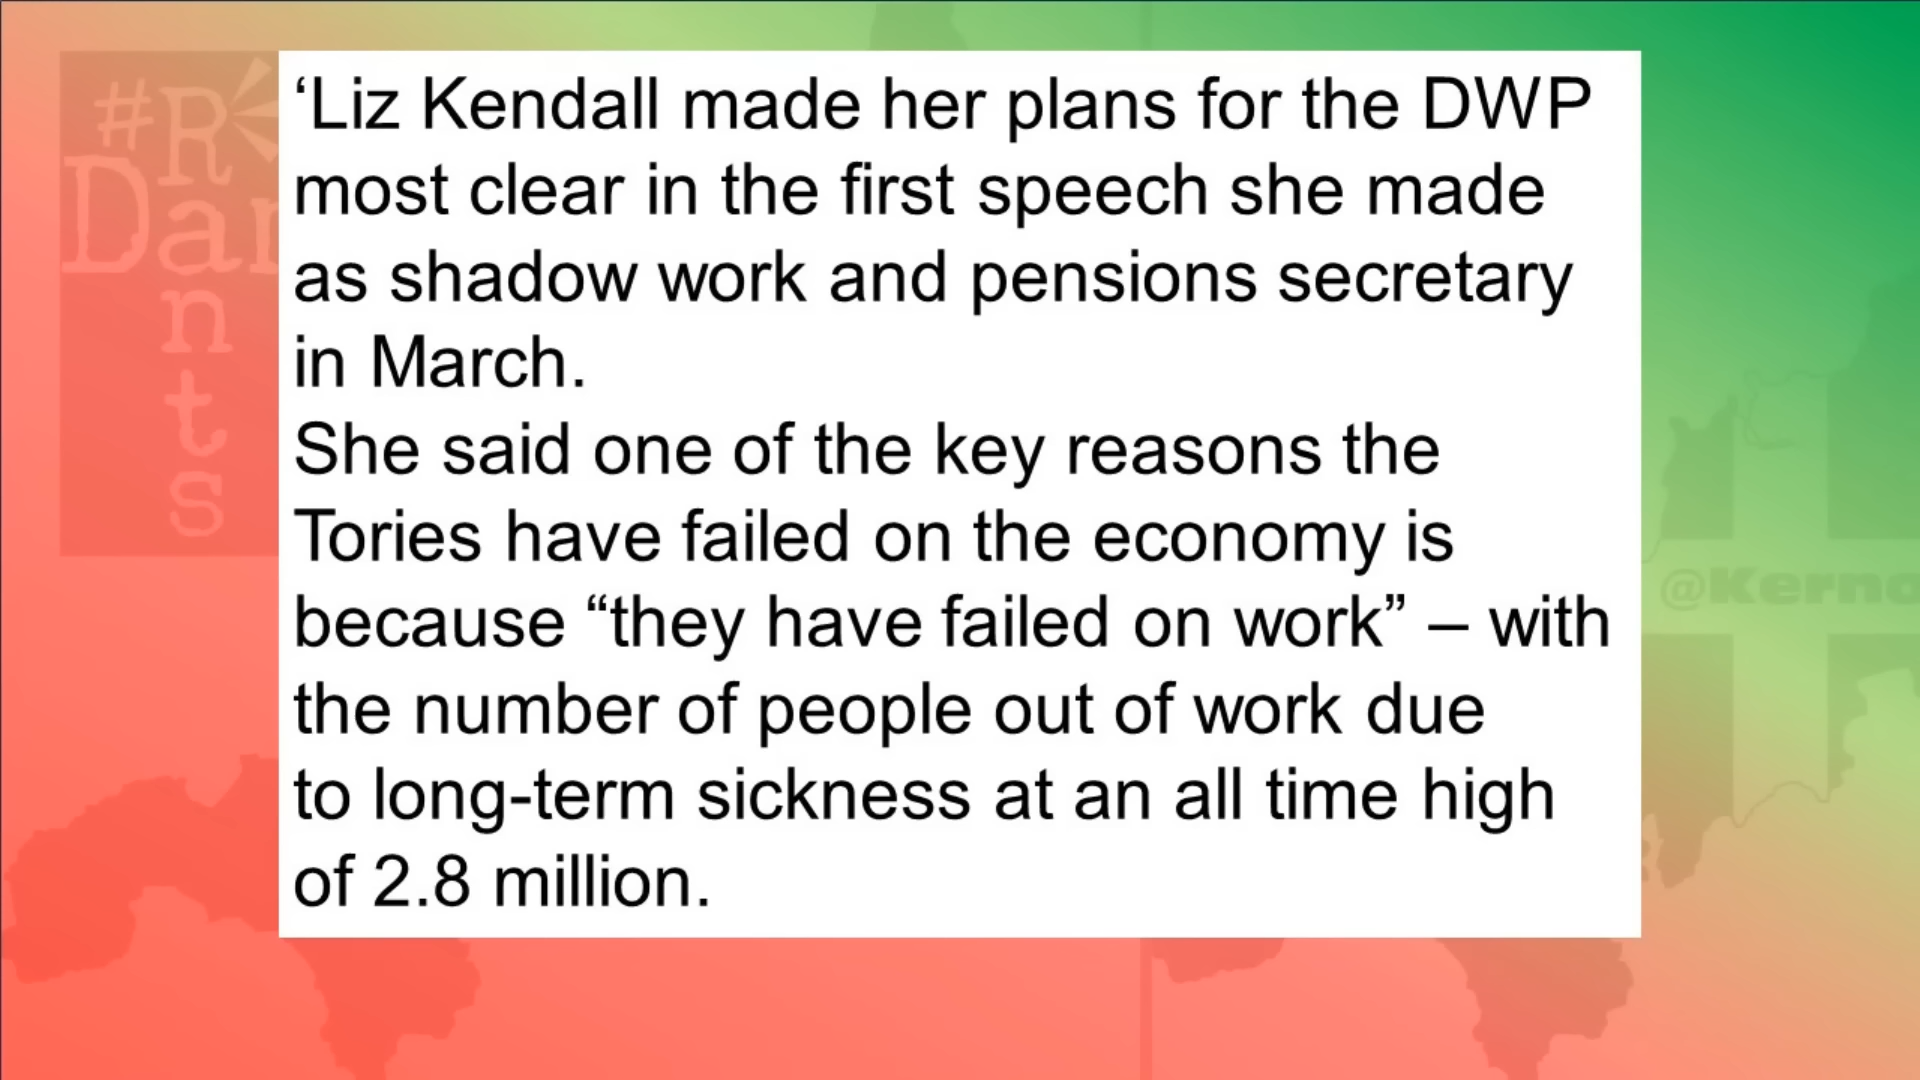 #R
Dan
n
t
s
‘Liz Kendall made her plans for the DWP
most clear in the first speech she made
as shadow work and pensions secretary
in March.
She said one of the key reasons the
Tories have failed on the economy is
because “they have failed on work” – with
the number of people out of work due
to long-term sickness at an all time high
of 2.8 million.
@Kerno